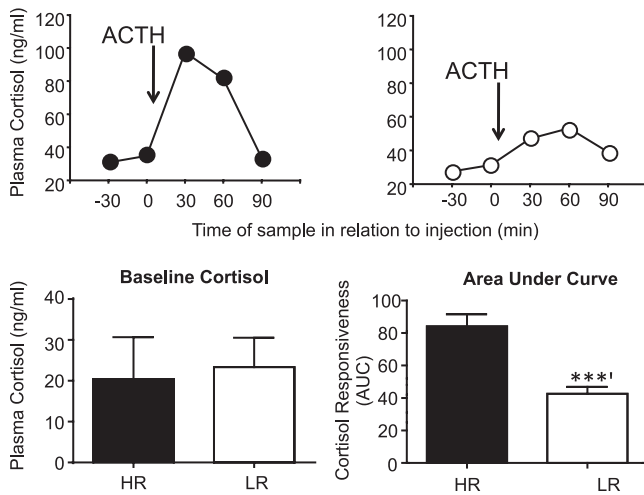 120
100
80
60
40
20
Plasma Cortisol (ng/ml)
ACTH
-30 0 30 60 90
120
100
80
60
40
20
ACTH
-30 0 30 60 90
Time of sample in relation to injection (min)
Baseline Cortisol
Plasma Cortisol (ng/ml)
40
30
20
10
0
HR LR
Area Under Curve
Cortisol Responsiveness
(AUC)
100
80
60
40
20
0
***'
HR LR